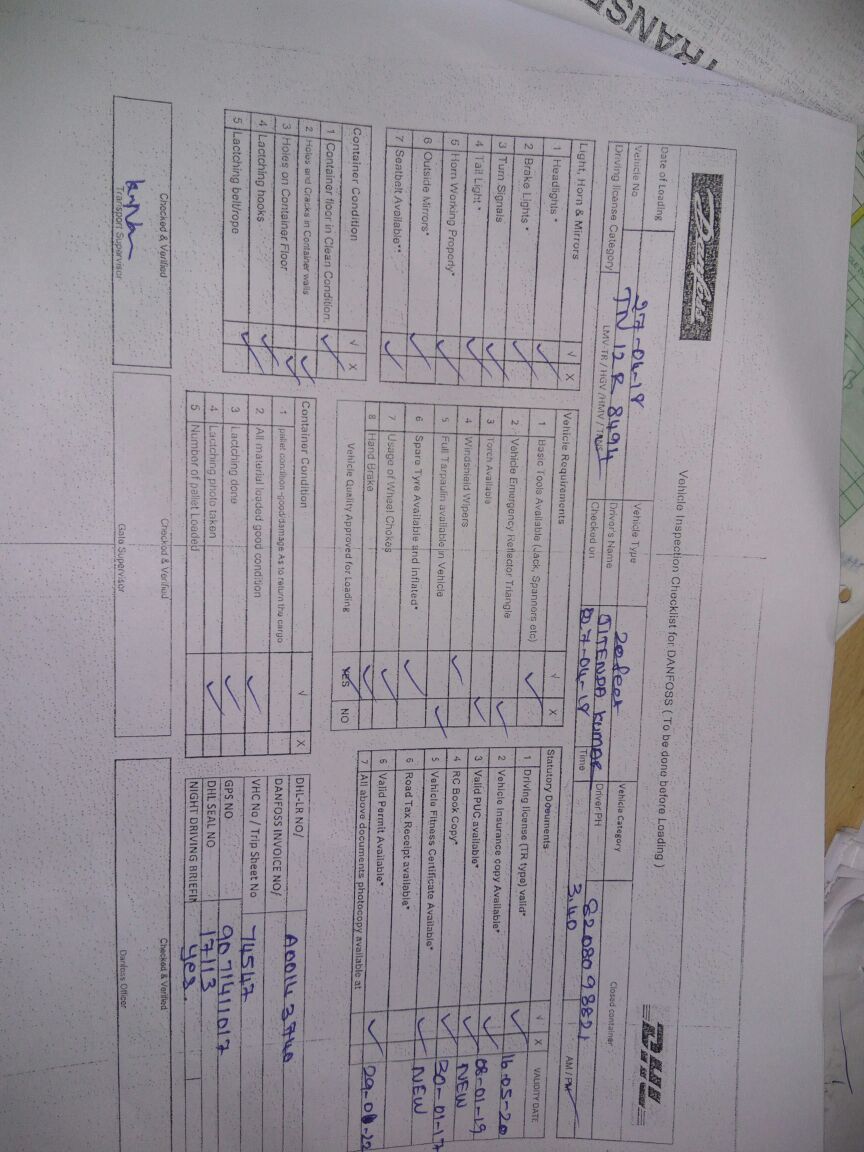 TRANSP
Danfoss
DHL
Vehicle Inspection Checklist for DANFOSS ( To be done before Loading )
Date of Loading 27-04-18 Vehicle Type 20feet Vehicle Category Closed container
Vehicle No TN 12 R 8494 Driver's Name JITENDA kumar Driver PH 8208098821
Driving license Category LMV-TR / HGV /HMV / Trans Checked on 27-04-18 Time 3.40 AM / PM
Light, Horn & Mirrors √ X
1 Headlights *
2 Brake Lights *
3 Turn Signals
4 Tail Light *
5 Horn Working Properly*
6 Outside Mirrors*
7 Seatbelt Available**
Container Condition √ X
1 Container floor in Clean Condition
2 Holes and Cracks in Container walls
3 Holes on Container Floor
4 Lactching hooks
5 Lactching belt/rope
Vehicle Requirements √ X
1 Basic Tools Available (Jack, Spanners etc)
2 Vehicle Emergency Reflector Triangle
3 Torch Available
4 Windshield Wipers
5 Full Tarpaulin available in Vehicle
6 Spare Tyre Available and Inflated*
7 Usage of Wheel Chokes
8 Hand Brake
Vehicle Quality Approved for Loading YES NO
Container Condition √ X
1 pallet condition-good/damage As to return the cargo
2 All material loaded good condition
3 Lactching done
4 Lactching photo taken
5 Number of pallet Loaded
Statutory Documents √ X VALIDITY DATE
1 Driving license (TR type) valid* 16-05-20
2 Vehicle Insurance copy Available* 08-01-19
3 Valid PUC available* NEW
4 RC Book Copy* 30-01-17
5 Vehicle Fitness Certificate Available* NEW
6 Road Tax Receipt available*
6 Valid Permit Available* 29-01-22
7 All above documents photocopy available at
DHL-LR NO/
DANFOSS INVOICE NO/ A00143740
VHC No / Trip Sheet No 74547
GPS NO 9071411017
DHL SEAL NO 17113
NIGHT DRIVING BRIEFIN yes.
Checked & Verified
Transport Supervisor
Checked & Verified
Gate Supervisor
Checked & Verified
Danfoss Officer